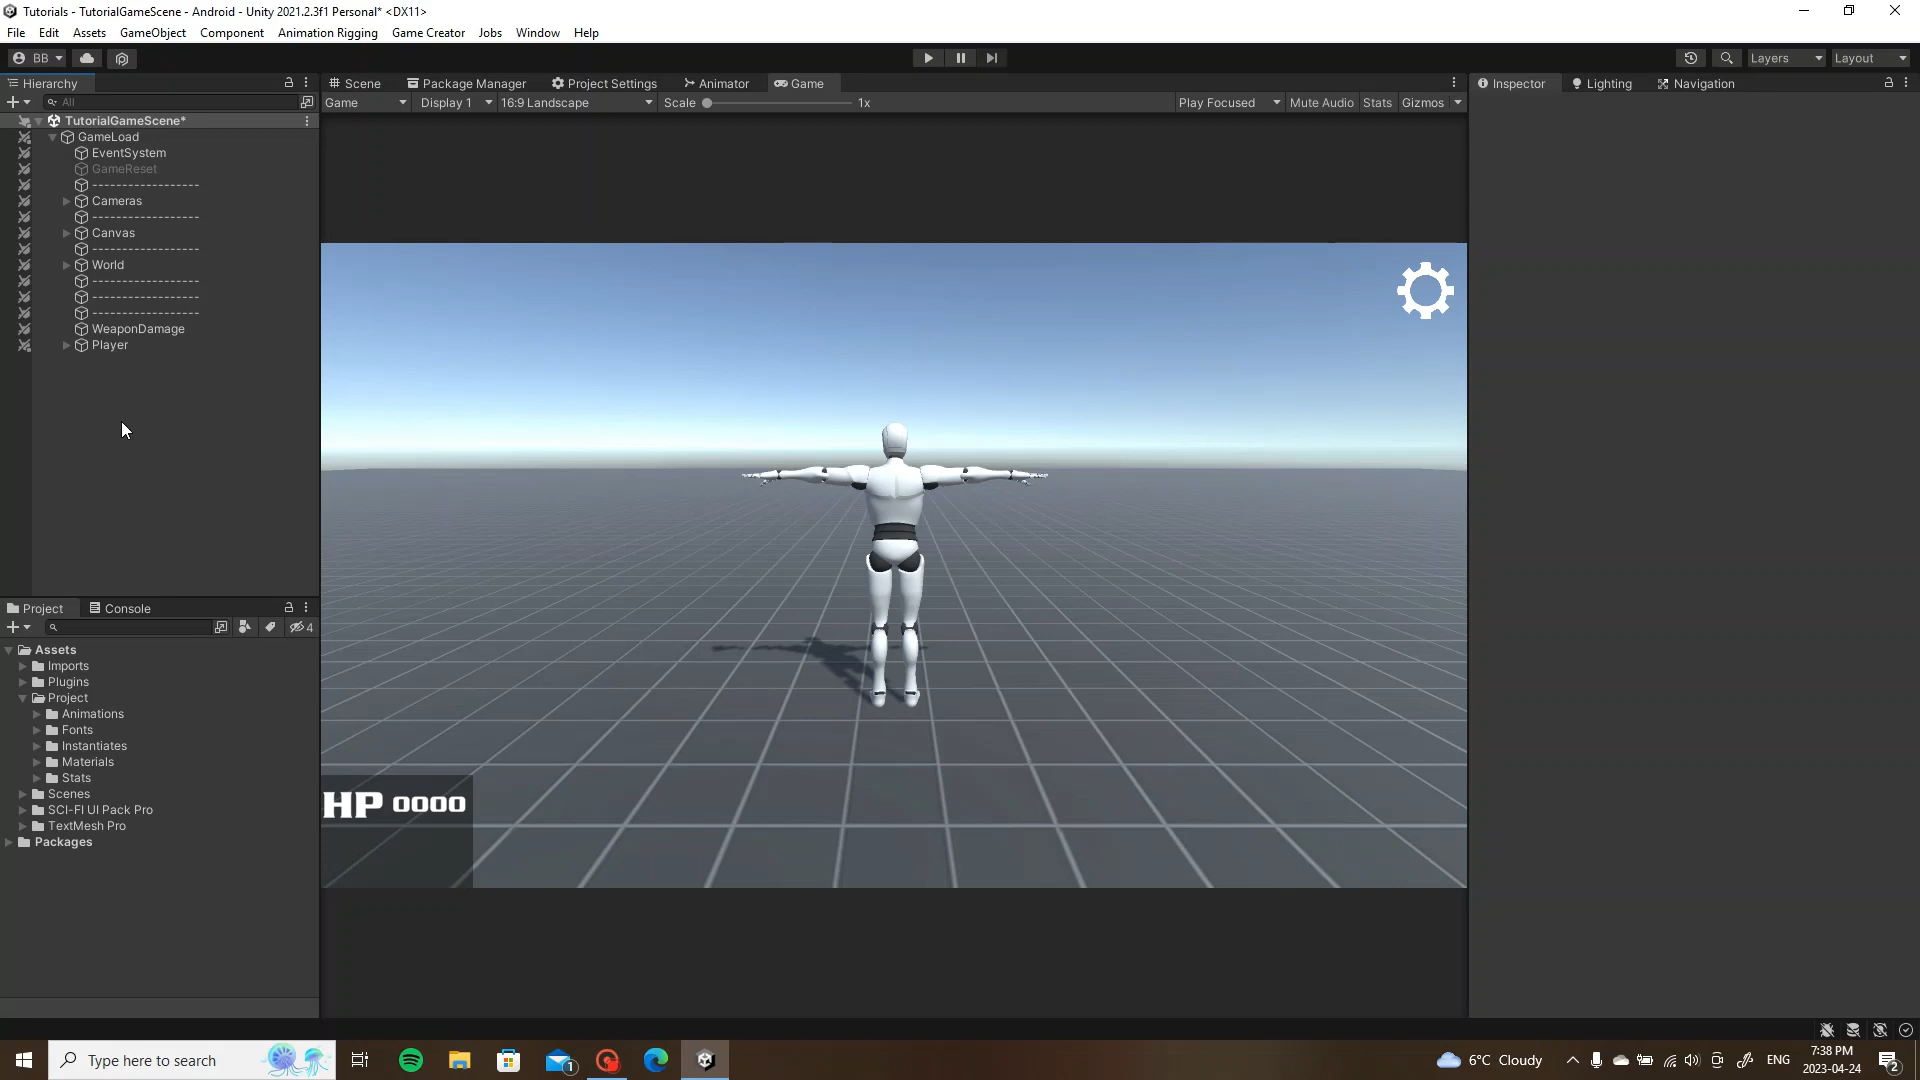 Tutorials - TutorialGameScene - Android - Unity 2021.2.3f1 Personal* <DX11>
File Edit Assets GameObject Component Animation Rigging Game Creator Jobs Window Help
BB Layers Layout
Hierarchy Scene Package Manager Project Settings Animator Game Inspector Lighting Navigation
All Game Display 1 16:9 Landscape Scale 1x Play Focused Mute Audio Stats Gizmos
TutorialGameScene*
GameLoad
EventSystem
GameReset
-------------------
Cameras
-------------------
Canvas
-------------------
World
-------------------
-------------------
-------------------
WeaponDamage
Player
HP 0000
Project Console
4
Assets
Imports
Plugins
Project
Animations
Fonts
Instantiates
Materials
Stats
Scenes
SCI-FI UI Pack Pro
TextMesh Pro
Packages
Type here to search 1 6°C Cloudy ENG 7:38 PM
2023-04-24 2